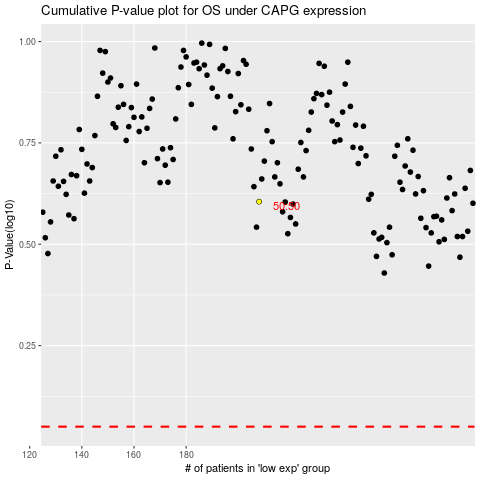 Cumulative P-value plot for OS under CAPG expression
1.00
0.75
0.50
0.25
P-Value(log10)
50:50
120 140 160 180
# of patients in 'low exp' group